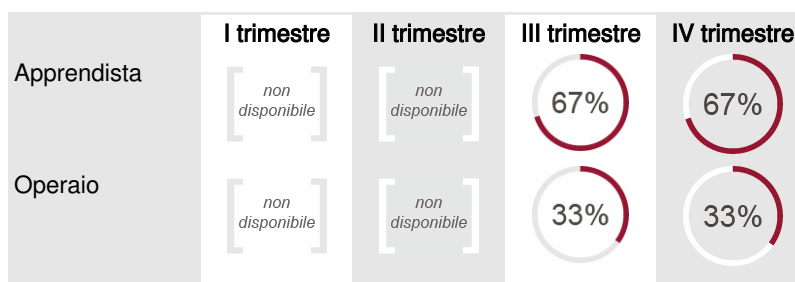 I trimestre II trimestre III trimestre IV trimestre
Apprendista
non disponibile non disponibile 67% 67%
Operaio
non disponibile non disponibile 33% 33%